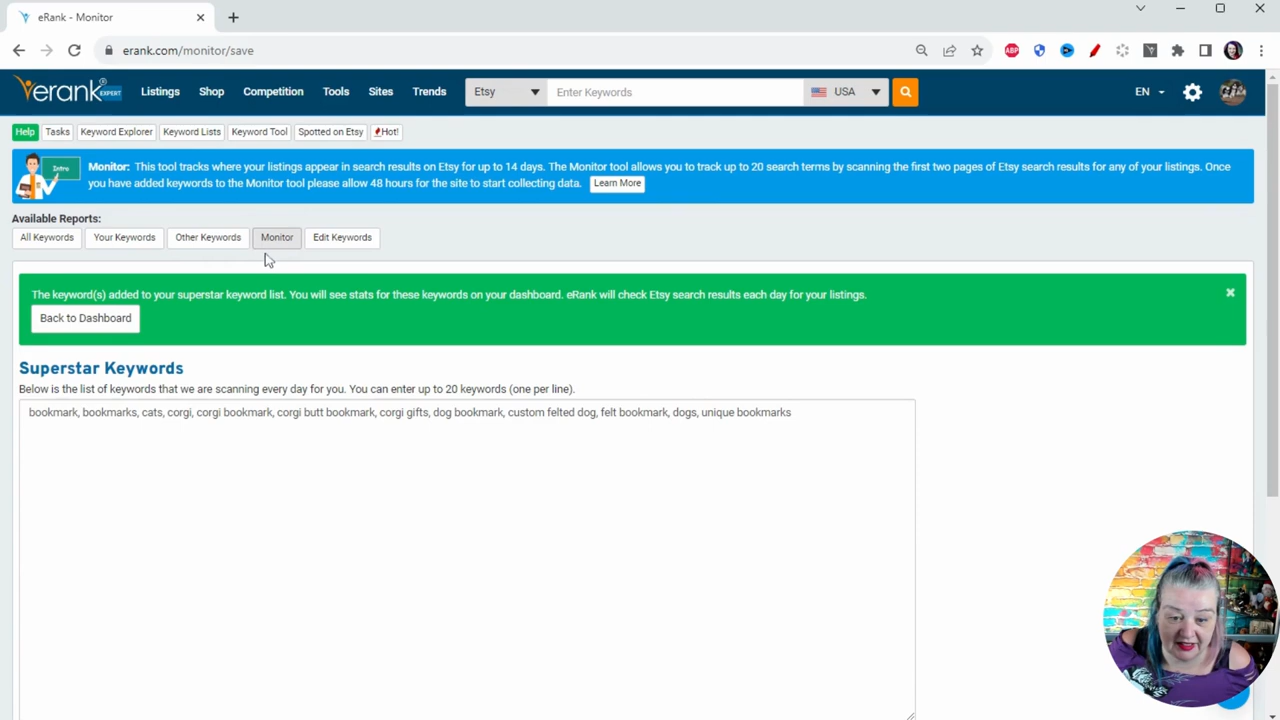 eRank - Monitor
erank.com/monitor/save
ABP
erank EXPERT
Listings
Shop
Competition
Tools
Sites
Trends
Etsy
Enter Keywords
USA
EN
Help
Tasks
Keyword Explorer
Keyword Lists
Keyword Tool
Spotted on Etsy
Hot!
Intro
Monitor: This tool tracks where your listings appear in search results on Etsy for up to 14 days. The Monitor tool allows you to track up to 20 search terms by scanning the first two pages of Etsy search results for any of your listings. Once
you have added keywords to the Monitor tool please allow 48 hours for the site to start collecting data. Learn More
Available Reports:
All Keywords
Your Keywords
Other Keywords
Monitor
Edit Keywords
The keyword(s) added to your superstar keyword list. You will see stats for these keywords on your dashboard. eRank will check Etsy search results each day for your listings.
Back to Dashboard
Superstar Keywords
Below is the list of keywords that we are scanning every day for you. You can enter up to 20 keywords (one per line).
bookmark, bookmarks, cats, corgi, corgi bookmark, corgi butt bookmark, corgi gifts, dog bookmark, custom felted dog, felt bookmark, dogs, unique bookmarks